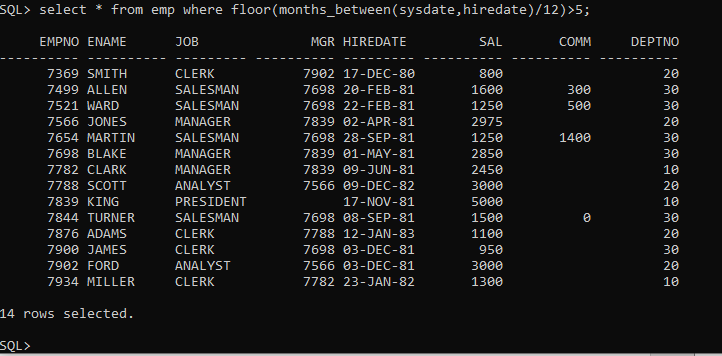 SQL> select * from emp where floor(months_between(sysdate,hiredate)/12)>5;
     EMPNO ENAME      JOB              MGR HIREDATE         SAL       COMM     DEPTNO
---------- ---------- --------- ---------- --------- ---------- ---------- ----------
      7369 SMITH      CLERK           7902 17-DEC-80        800                    20
      7499 ALLEN      SALESMAN        7698 20-FEB-81       1600        300         30
      7521 WARD       SALESMAN        7698 22-FEB-81       1250        500         30
      7566 JONES      MANAGER         7839 02-APR-81       2975                    20
      7654 MARTIN     SALESMAN        7698 28-SEP-81       1250       1400         30
      7698 BLAKE      MANAGER         7839 01-MAY-81       2850                    30
      7782 CLARK      MANAGER         7839 09-JUN-81       2450                    10
      7788 SCOTT      ANALYST         7566 09-DEC-82       3000                    20
      7839 KING       PRESIDENT            17-NOV-81       5000                    10
      7844 TURNER     SALESMAN        7698 08-SEP-81       1500          0         30
      7876 ADAMS      CLERK           7788 12-JAN-83       1100                    20
      7900 JAMES      CLERK           7698 03-DEC-81        950                    30
      7902 FORD       ANALYST         7566 03-DEC-81       3000                    20
      7934 MILLER     CLERK           7782 23-JAN-82       1300                    10
14 rows selected.
SQL>